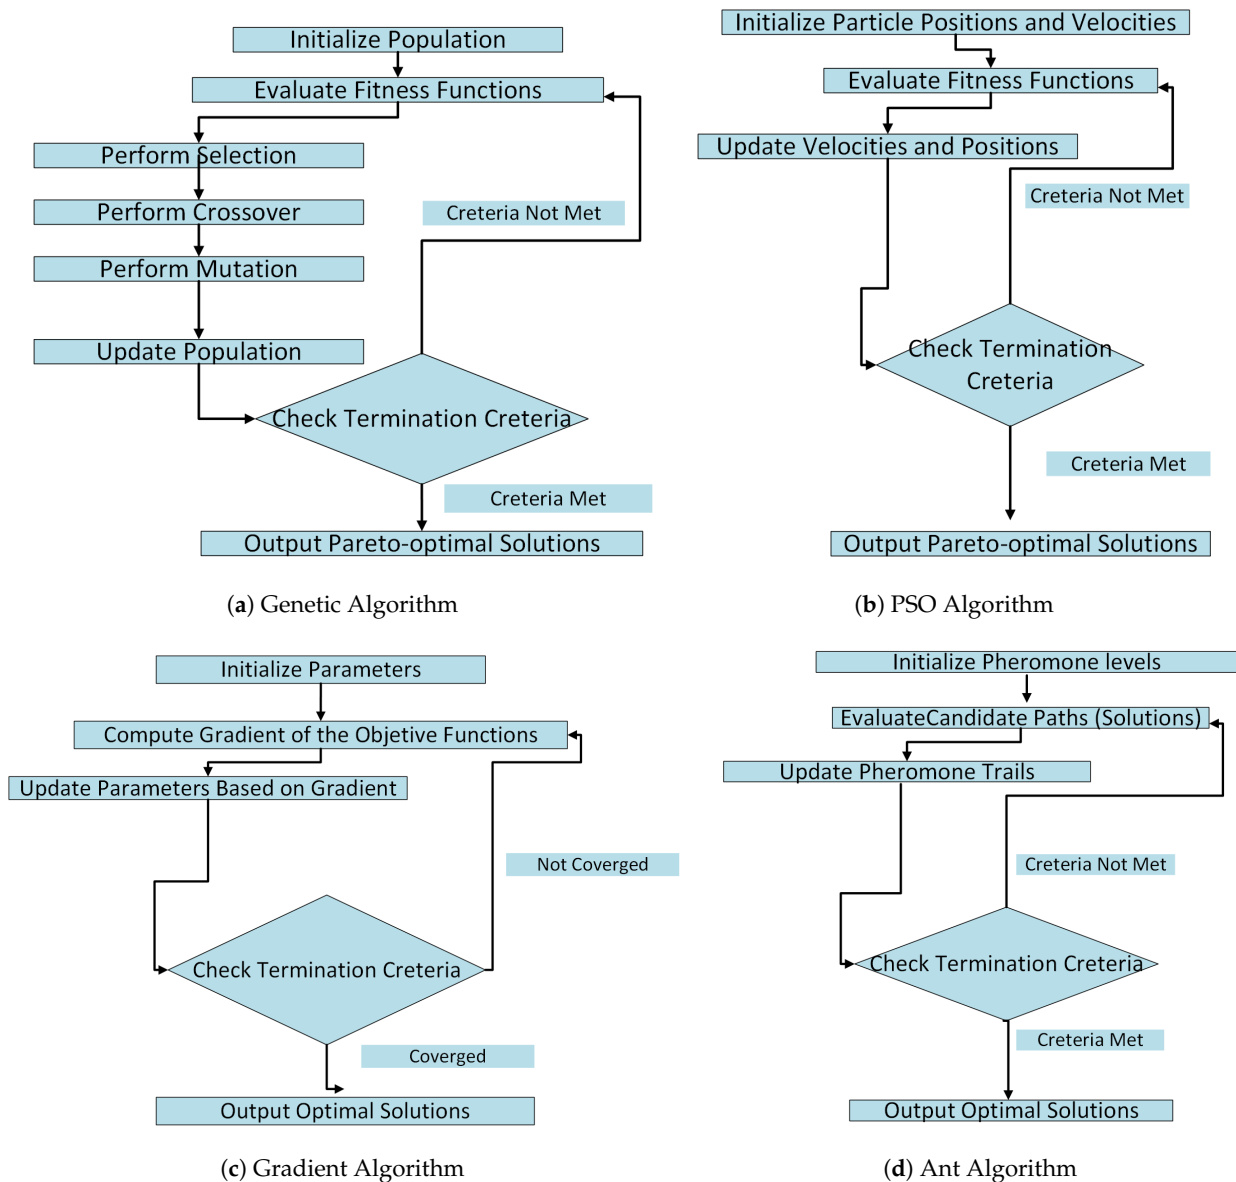 Initialize Population
Evaluate Fitness Functions
Perform Selection
Perform Crossover
Creteria Not Met
Perform Mutation
Update Population
Check Termination Creteria
Creteria Met
Output Pareto-optimal Solutions
(a) Genetic Algorithm
Initialize Particle Positions and Velocities
Evaluate Fitness Functions
Update Velocities and Positions
Creteria Not Met
Check Termination
Creteria
Creteria Met
Output Pareto-optimal Solutions
(b) PSO Algorithm
Initialize Parameters
Compute Gradient of the Objetive Functions
Update Parameters Based on Gradient
Not Coverged
Check Termination Creteria
Coverged
Output Optimal Solutions
(c) Gradient Algorithm
Initialize Pheromone levels
EvaluateCandidate Paths (Solutions)
Update Pheromone Trails
Creteria Not Met
Check Termination Creteria
Creteria Met
Output Optimal Solutions
(d) Ant Algorithm